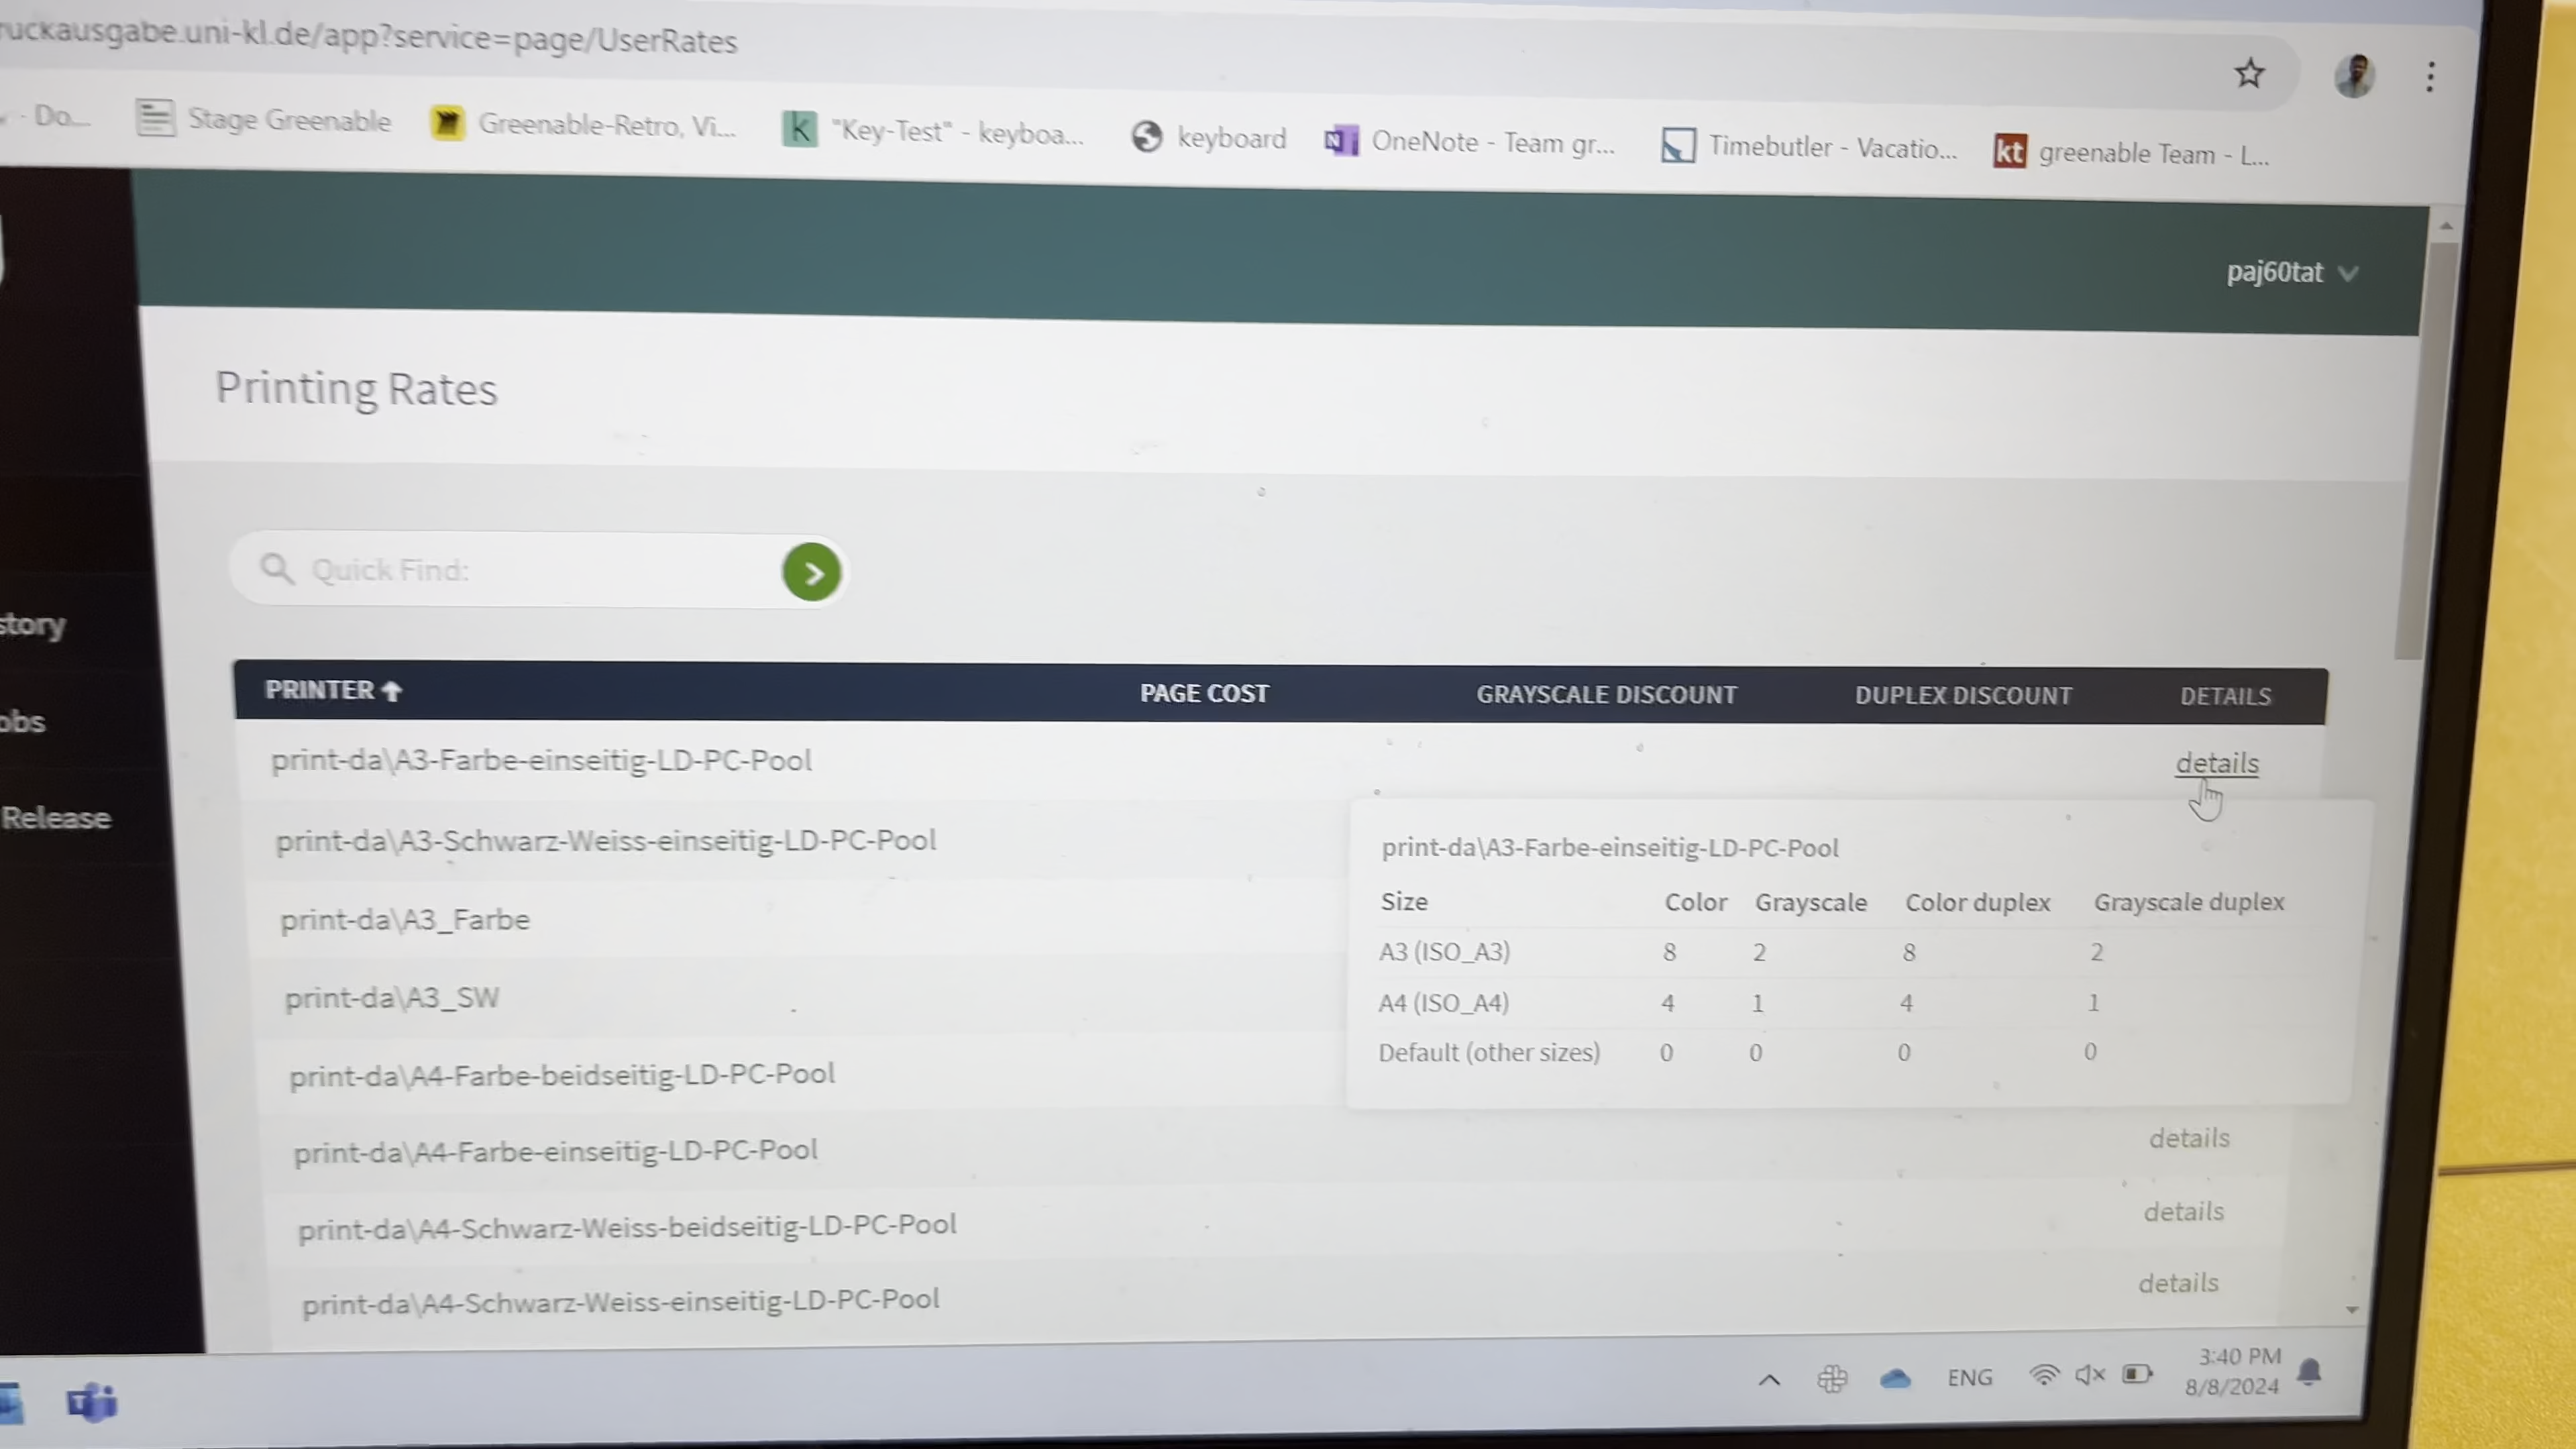 ruckausgabe.uni-kl.de/app?service=page/UserRates
Do... Stage Greenable Greenable-Retro, Vi... "Key-Test" - keyboa... keyboard OneNote - Team gr... Timebutler - Vacatio... kt greenable Team - L...
paj60tat
Printing Rates
Quick Find:
story
obs
Release
PRINTER PAGE COST GRAYSCALE DISCOUNT DUPLEX DISCOUNT DETAILS
print-da\A3-Farbe-einseitig-LD-PC-Pool details
print-da\A3-Schwarz-Weiss-einseitig-LD-PC-Pool
print-da\A3_Farbe
print-da\A3_SW
print-da\A4-Farbe-beidseitig-LD-PC-Pool
print-da\A3-Farbe-einseitig-LD-PC-Pool
Size Color Grayscale Color duplex Grayscale duplex
A3 (ISO_A3) 8 2 8 2
A4 (ISO_A4) 4 1 4 1
Default (other sizes) 0 0 0 0
print-da\A4-Farbe-einseitig-LD-PC-Pool details
print-da\A4-Schwarz-Weiss-beidseitig-LD-PC-Pool details
print-da\A4-Schwarz-Weiss-einseitig-LD-PC-Pool details
ENG 3:40 PM
8/8/2024